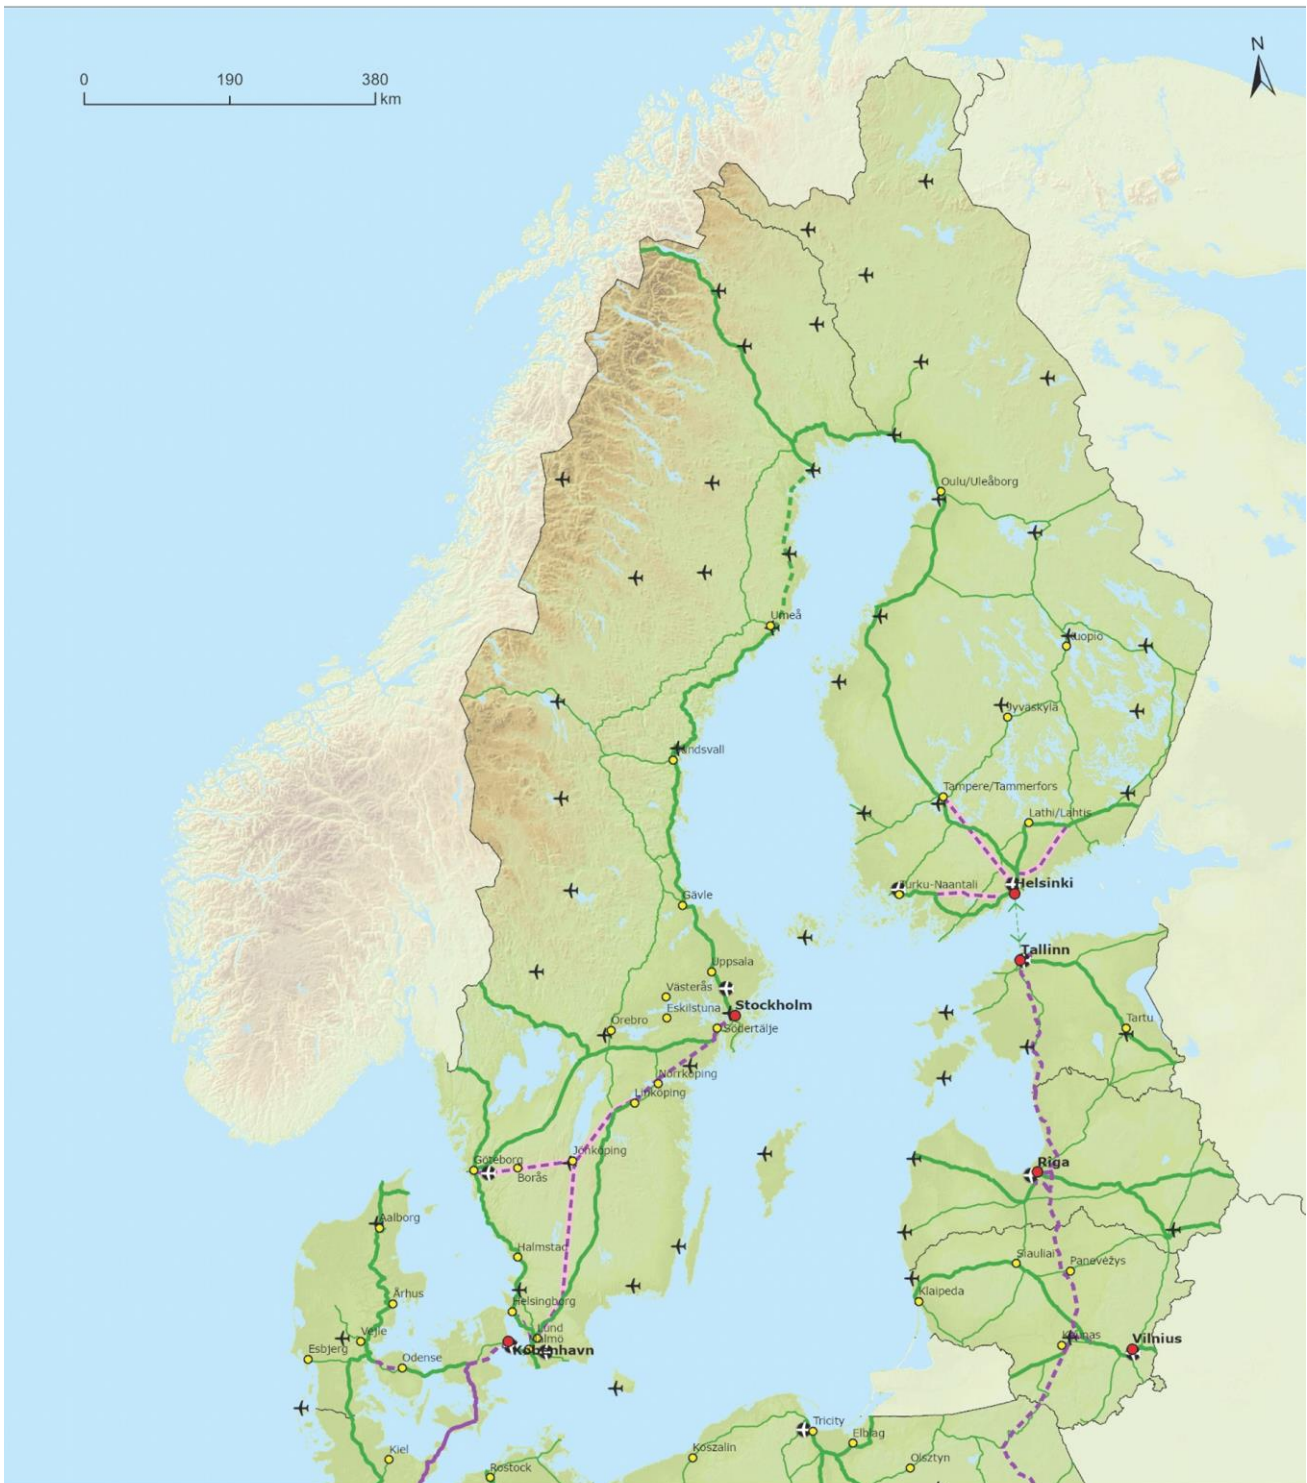 N
0 190 380
km
Oulu/Uleåborg
Umeå
Kuopio
Jyväskylä
Sundsvall
Tampere/Tammerfors
Lathi/Lahtis
Turku-Naantali
Helsinki
Gävle
Tallinn
Uppsala
Västerås
Stockholm
Eskilstuna
Örebro
Södertälje
Tartu
Norrköping
Linköping
Göteborg
Jönköping
Borås
Rīga
Aalborg
Halmstad
Siauliai
Panevėžys
Århus
Klaipeda
Helsingborg
Vejle
Lund
Malmö
Kaunas
Vilnius
Esbjerg
København
Odense
Tricity
Elblag
Kiel
Koszalin
Olsztyn
Rostock